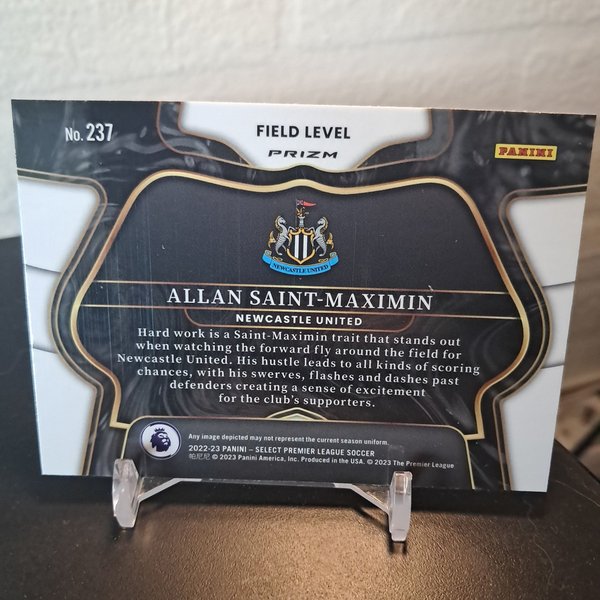 No. 237
FIELD LEVEL
PRIZM
PANINI
NEWCASTLE UNITED
ALLAN SAINT-MAXIMIN
NEWCASTLE UNITED
Hard work is a Saint-Maximin trait that stands out
when watching the forward fly around the field for
Newcastle United. His hustle leads to all kinds of scoring
chances, with his swerves, flashes and dashes past
defenders creating a sense of excitement
for the club's supporters.
Any image depicted may not represent the current season uniform.
2022-23 PANINI – SELECT PREMIER LEAGUE SOCCER
帕尼尼 © 2023 Panini America, Inc. Produced in the USA. © 2023 The Premier League